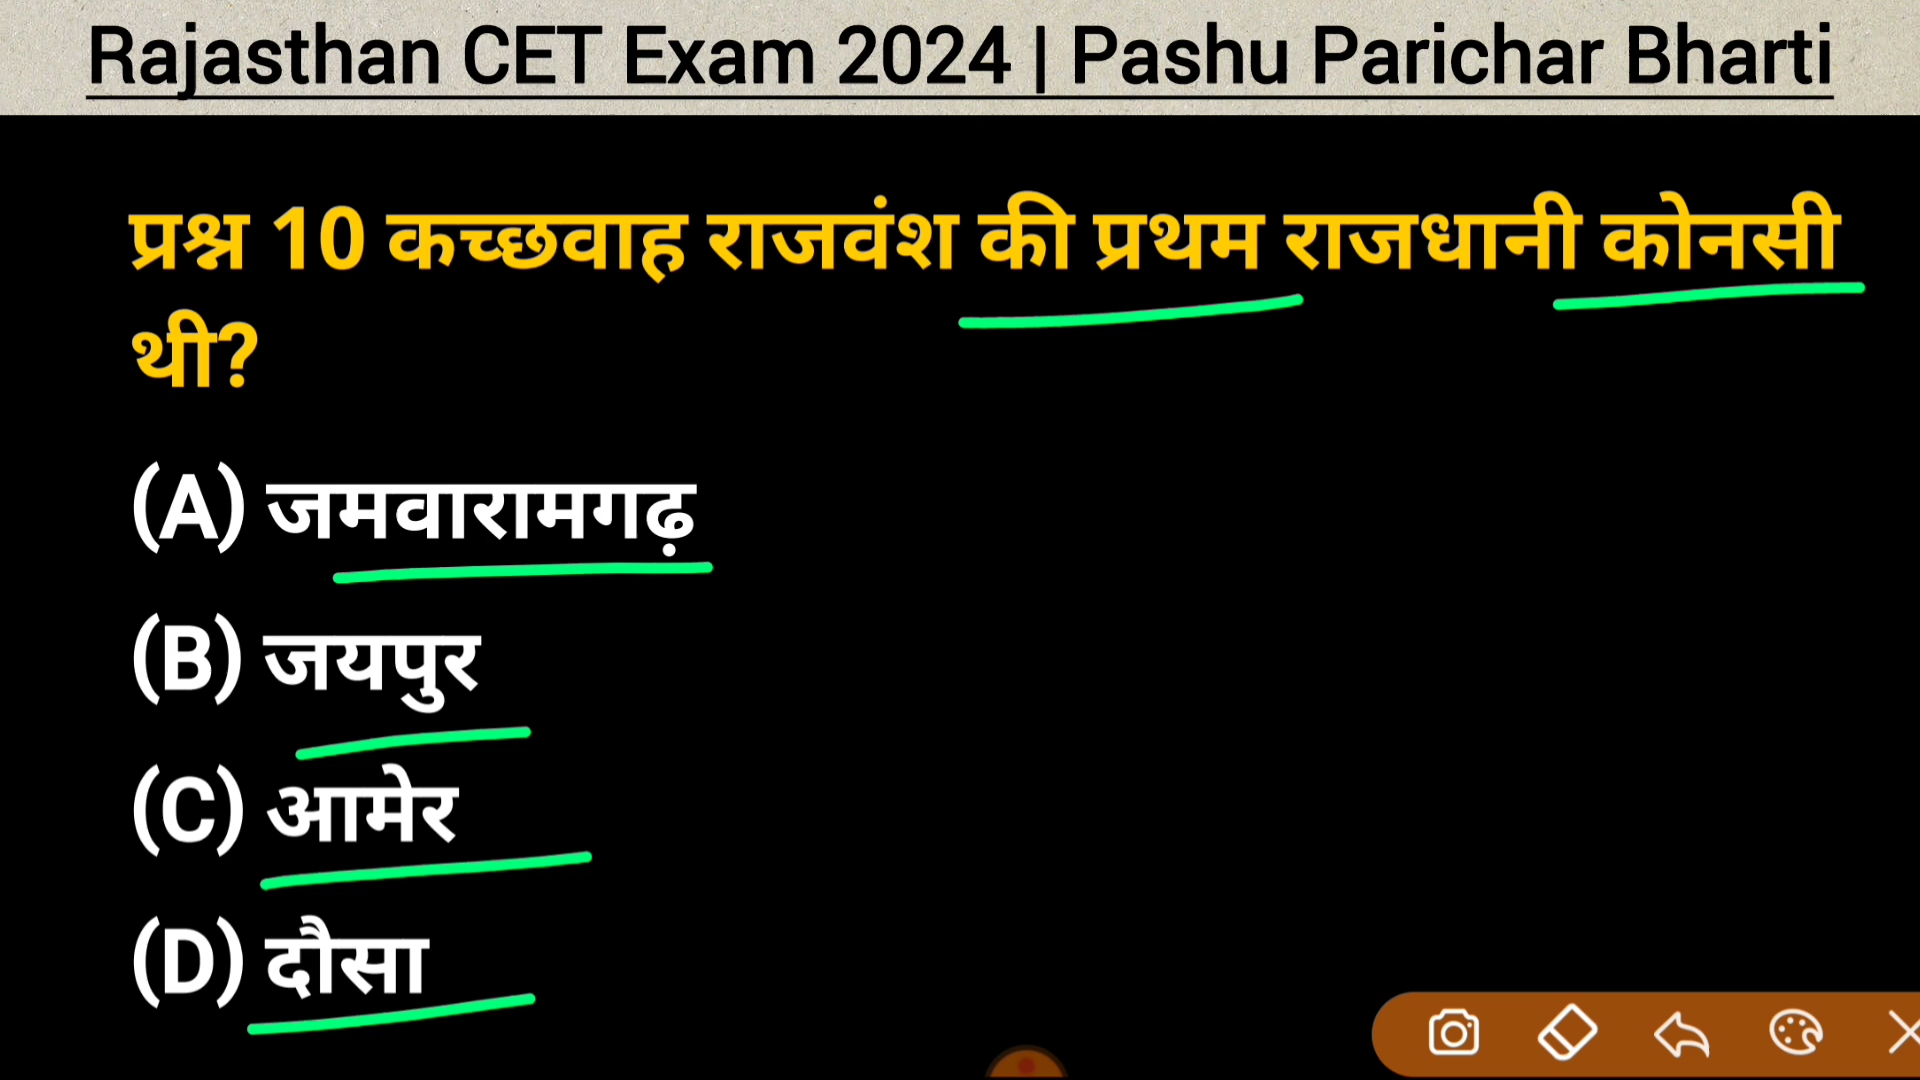 Rajasthan CET Exam 2024 | Pashu Parichar Bharti
प्रश्न 10 कच्छवाह राजवंश की प्रथम राजधानी कोनसी
थी?
(A) जमवारामगढ़
(B) जयपुर
(C) आमेर
(D) दौसा